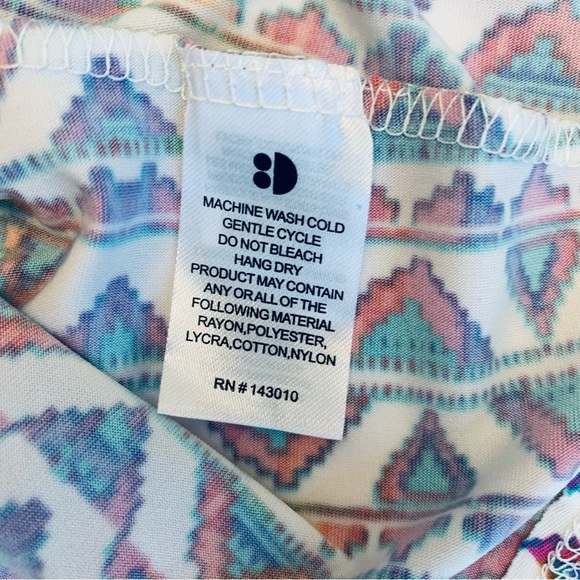 MACHINE WASH COLD
GENTLE CYCLE
DO NOT BLEACH
HANG DRY
PRODUCT MAY CONTAIN
ANY OR ALL OF THE
FOLLOWING MATERIAL
RAYON,POLYESTER,
LYCRA,COTTON,NYLON
RN # 143010